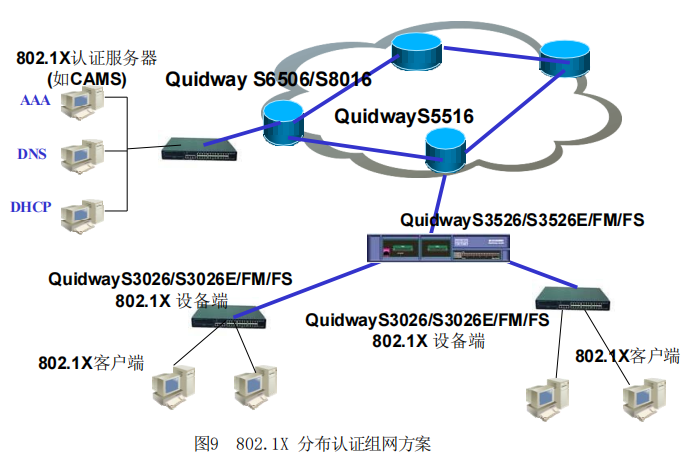 802.1X认证服务器
(如CAMS)
AAA
DNS
DHCP
Quidway S6506/S8016
QuidwayS5516
QuidwayS3526/S3526E/FM/FS
QuidwayS3026/S3026E/FM/FS
802.1X 设备端
QuidwayS3026/S3026E/FM/FS
802.1X 设备端
802.1X客户端
802.1X客户端
图9 802.1X 分布认证组网方案